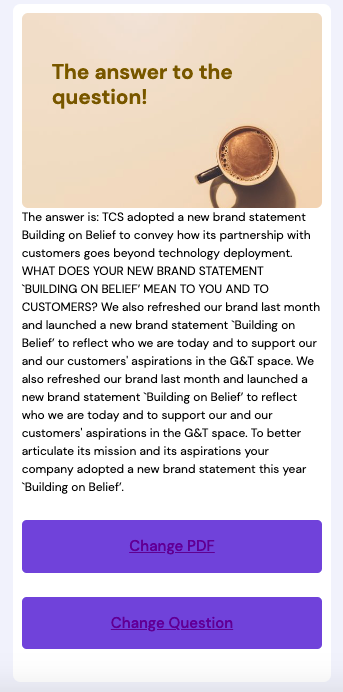 The answer to the
question!
The answer is: TCS adopted a new brand statement
Building on Belief to convey how its partnership with
customers goes beyond technology deployment.
WHAT DOES YOUR NEW BRAND STATEMENT
`BUILDING ON BELIEF’ MEAN TO YOU AND TO
CUSTOMERS? We also refreshed our brand last month
and launched a new brand statement `Building on
Belief’ to reflect who we are today and to support our
and our customers' aspirations in the G&T space. We
also refreshed our brand last month and launched a
new brand statement `Building on Belief’ to reflect
who we are today and to support our and our
customers' aspirations in the G&T space. To better
articulate its mission and its aspirations your
company adopted a new brand statement this year
`Building on Belief’.
Change PDF
Change Question